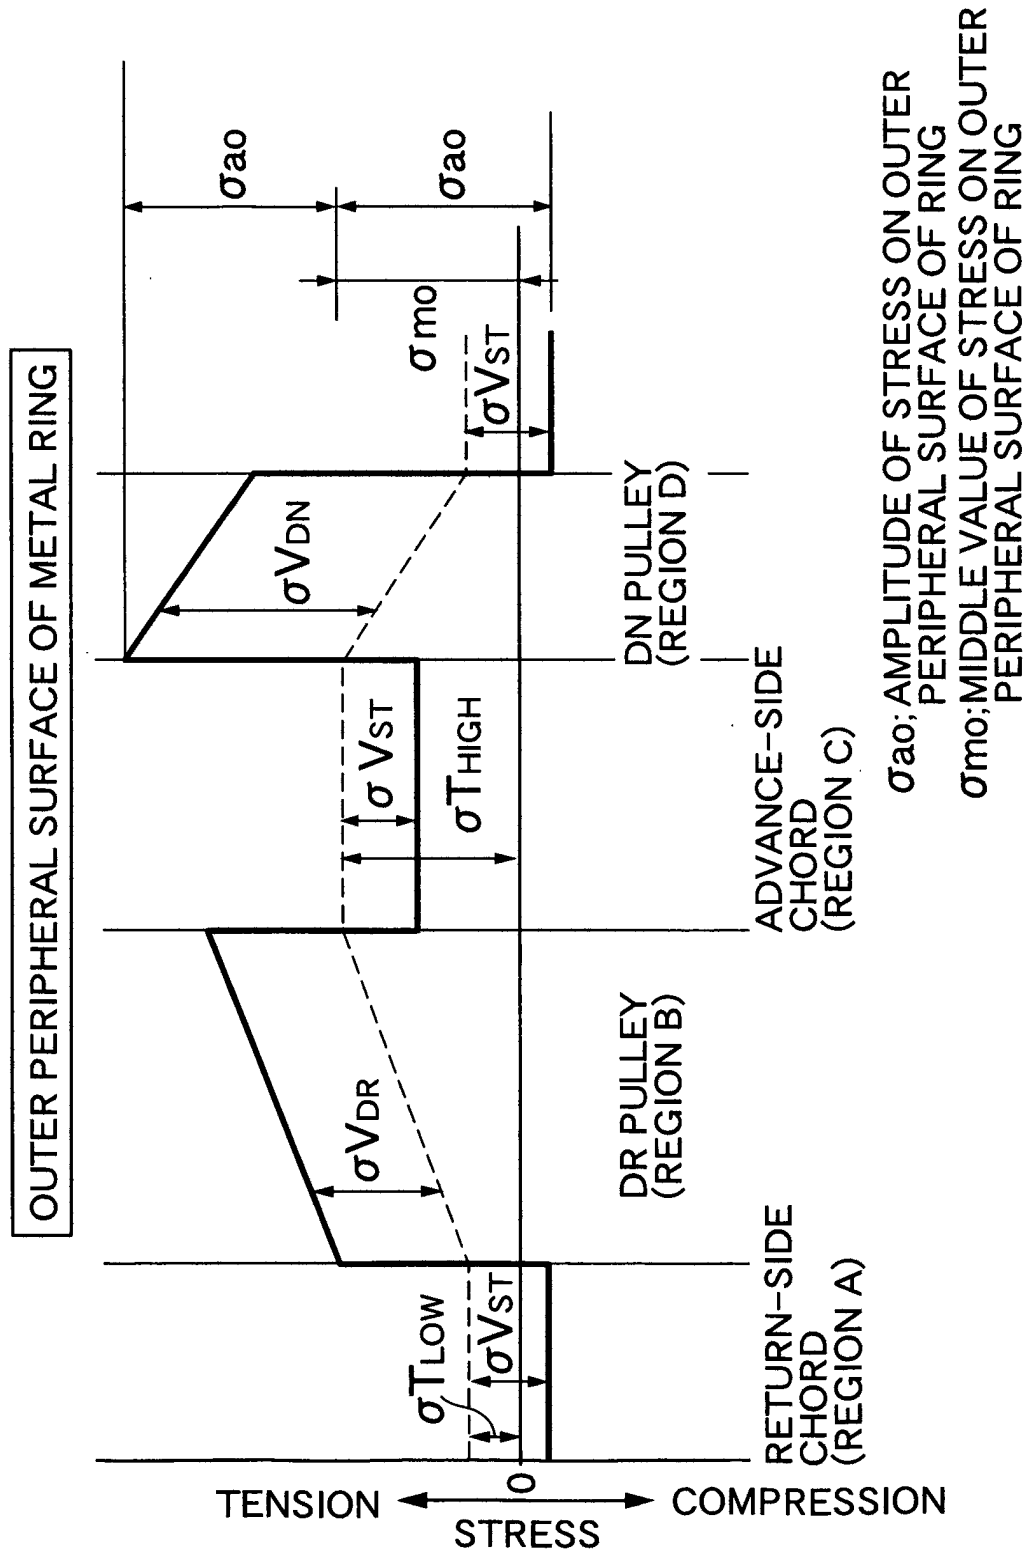 OUTER PERIPHERAL SURFACE OF METAL RING
TENSION
STRESS
COMPRESSION
0
σTLOW
σVST
σVDR
σVST
σTHIGH
σVDN
σVST
σmo
σao
σao
RETURN-SIDE
CHORD
(REGION A)
DR PULLEY
(REGION B)
ADVANCE-SIDE
CHORD
(REGION C)
DN PULLEY
(REGION D)
σao; AMPLITUDE OF STRESS ON OUTER
PERIPHERAL SURFACE OF RING
σmo; MIDDLE VALUE OF STRESS ON OUTER
PERIPHERAL SURFACE OF RING